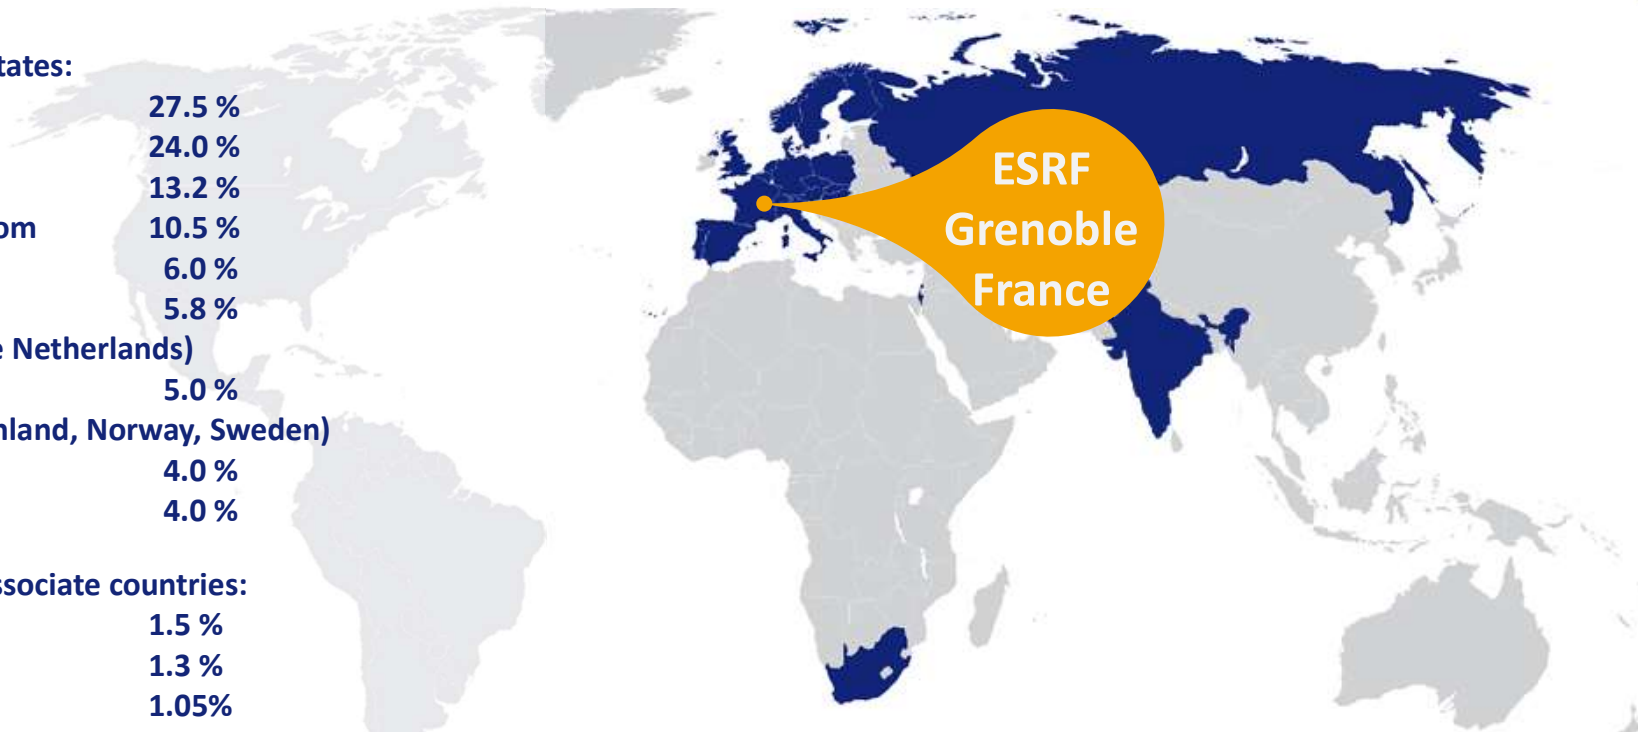 tates:
27.5 %
24.0 %
13.2 %
om 10.5 %
6.0 %
5.8 %
e Netherlands)
5.0 %
nland, Norway, Sweden)
4.0 %
4.0 %
ssociate countries:
1.5 %
1.3 %
1.05%
ESRF
Grenoble
France